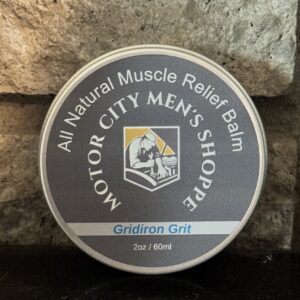 All Natural Muscle Relief Balm
MOTOR CITY MEN'S SHOPPE
Gridiron Grit
2oz / 60ml